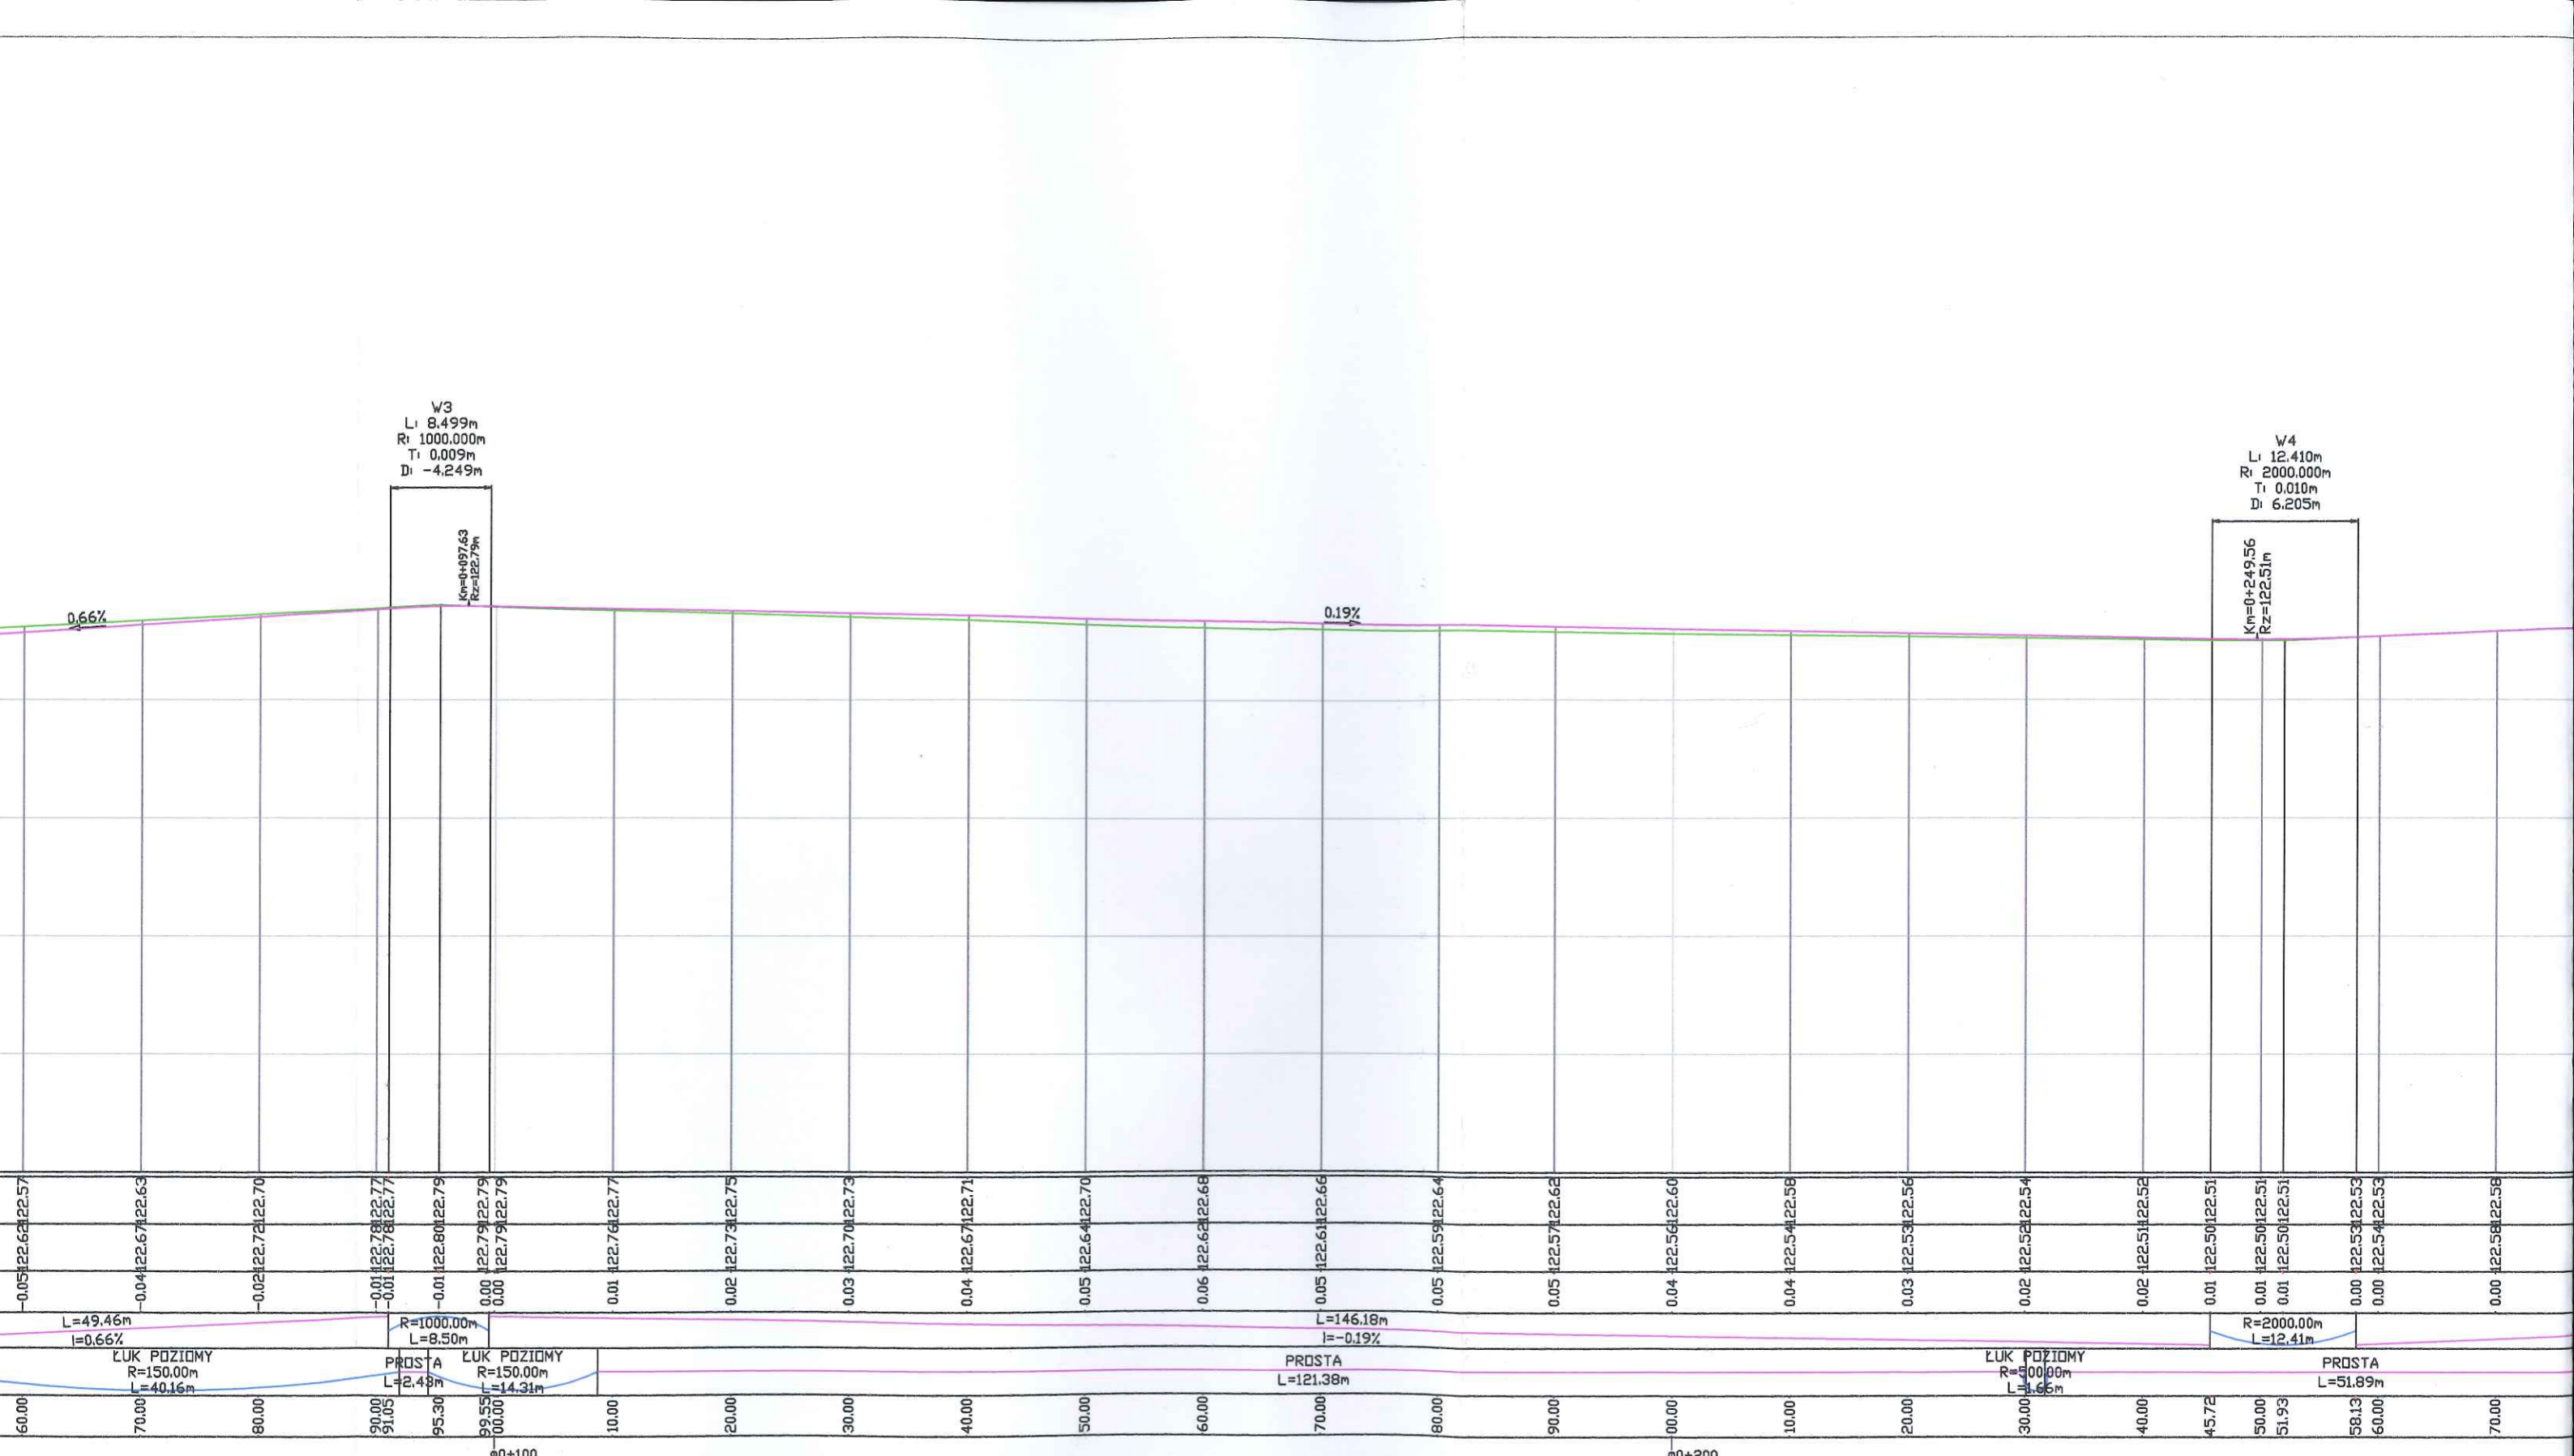 W3
L: 8.499m
R: 1000.000m
T: 0.009m
D: -4.249m
Km=0+097.63
Rz=122.79m
W4
L: 12.410m
R: 2000.000m
T: 0.010m
D: 6.205m
Km=0+249.56
Rz=122.51m
0.66%
0.19%
122.57 122.63 122.70 122.77 122.77 122.79 122.79 122.79 122.77 122.75 122.73 122.71 122.70 122.68 122.66 122.64 122.62 122.60 122.58 122.56 122.54 122.52 122.51 122.51 122.51 122.53 122.53 122.58
122.62 122.67 122.72 122.78 122.78 122.80 122.79 122.79 122.76 122.73 122.70 122.67 122.64 122.62 122.61 122.59 122.57 122.56 122.54 122.53 122.52 122.51 122.50 122.50 122.50 122.53 122.54 122.58
-0.05 -0.04 -0.02 -0.01 -0.01 -0.01 0.00 0.00 0.01 0.02 0.03 0.04 0.05 0.06 0.05 0.05 0.05 0.04 0.04 0.03 0.02 0.02 0.01 0.01 0.01 0.00 0.00 0.00
L=49.46m
I=0.66%
R=1000.00m
L=8.50m
L=146.18m
I=-0.19%
R=2000.00m
L=12.41m
ŁUK POZIOMY
R=150.00m
L=40.16m
PROSTA
L=2.43m
ŁUK POZIOMY
R=150.00m
L=14.31m
PROSTA
L=121.38m
ŁUK POZIOMY
R=500.00m
L=1.66m
PROSTA
L=51.89m
60.00 70.00 80.00 90.00 91.05 95.30 99.55 00.00 10.00 20.00 30.00 40.00 50.00 60.00 70.00 80.00 90.00 00.00 10.00 20.00 30.00 40.00 45.72 50.00 51.93 58.13 60.00 70.00